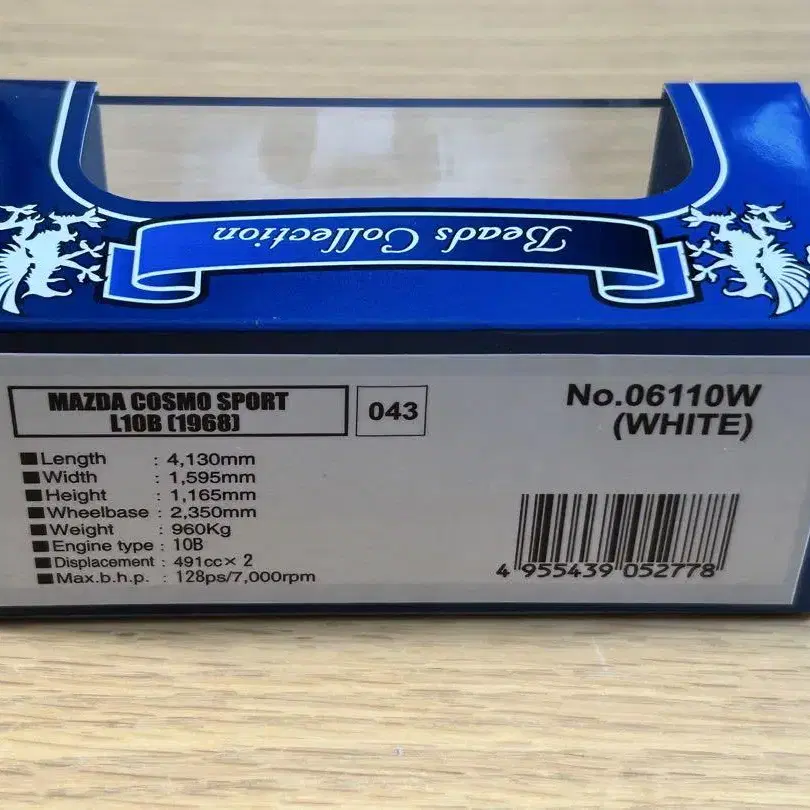 Beads Collection
MAZDA COSMO SPORT
L10B (1968)
043
No.06110W
(WHITE)
■Length : 4,130mm
■Width : 1,595mm
■Height : 1,165mm
■Wheelbase : 2,350mm
■Weight : 960Kg
■Engine type : 10B
■Displacement : 491cc×2
■Max.b.h.p. : 128ps/7,000rpm
4 955439 052778